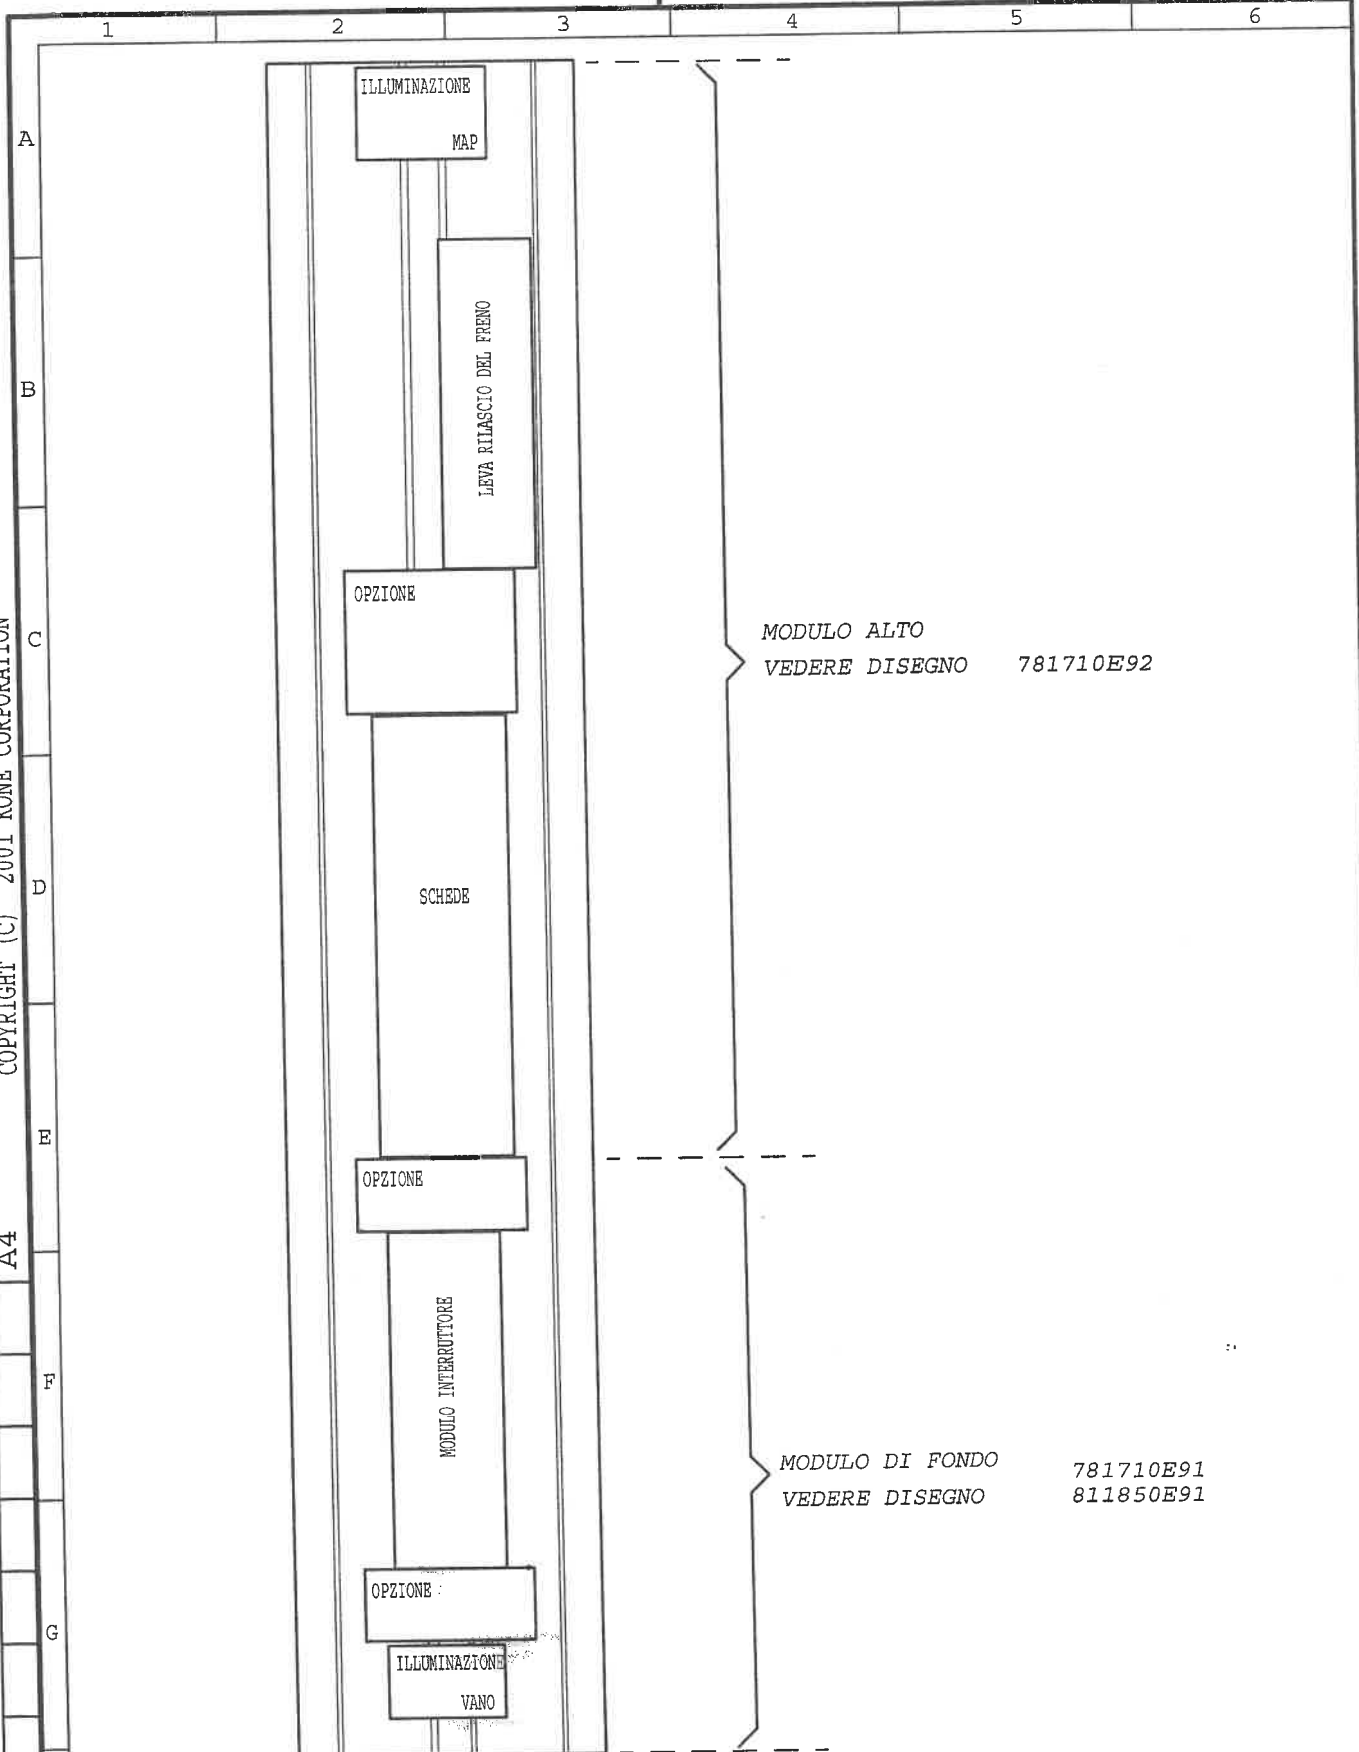 1 2 3 4 5 6
A
B
C
D
E
F
G
COPYRIGHT (C) 2001 KONE CORPORATION
A4
ILLUMINAZIONE
MAP
LEVA RILASCIO DEL FRENO
OPZIONE
SCHEDE
OPZIONE
MODULO INTERRUTTORE
OPZIONE
ILLUMINAZIONE
VANO
MODULO ALTO
VEDERE DISEGNO 781710E92
MODULO DI FONDO 781710E91
VEDERE DISEGNO 811850E91